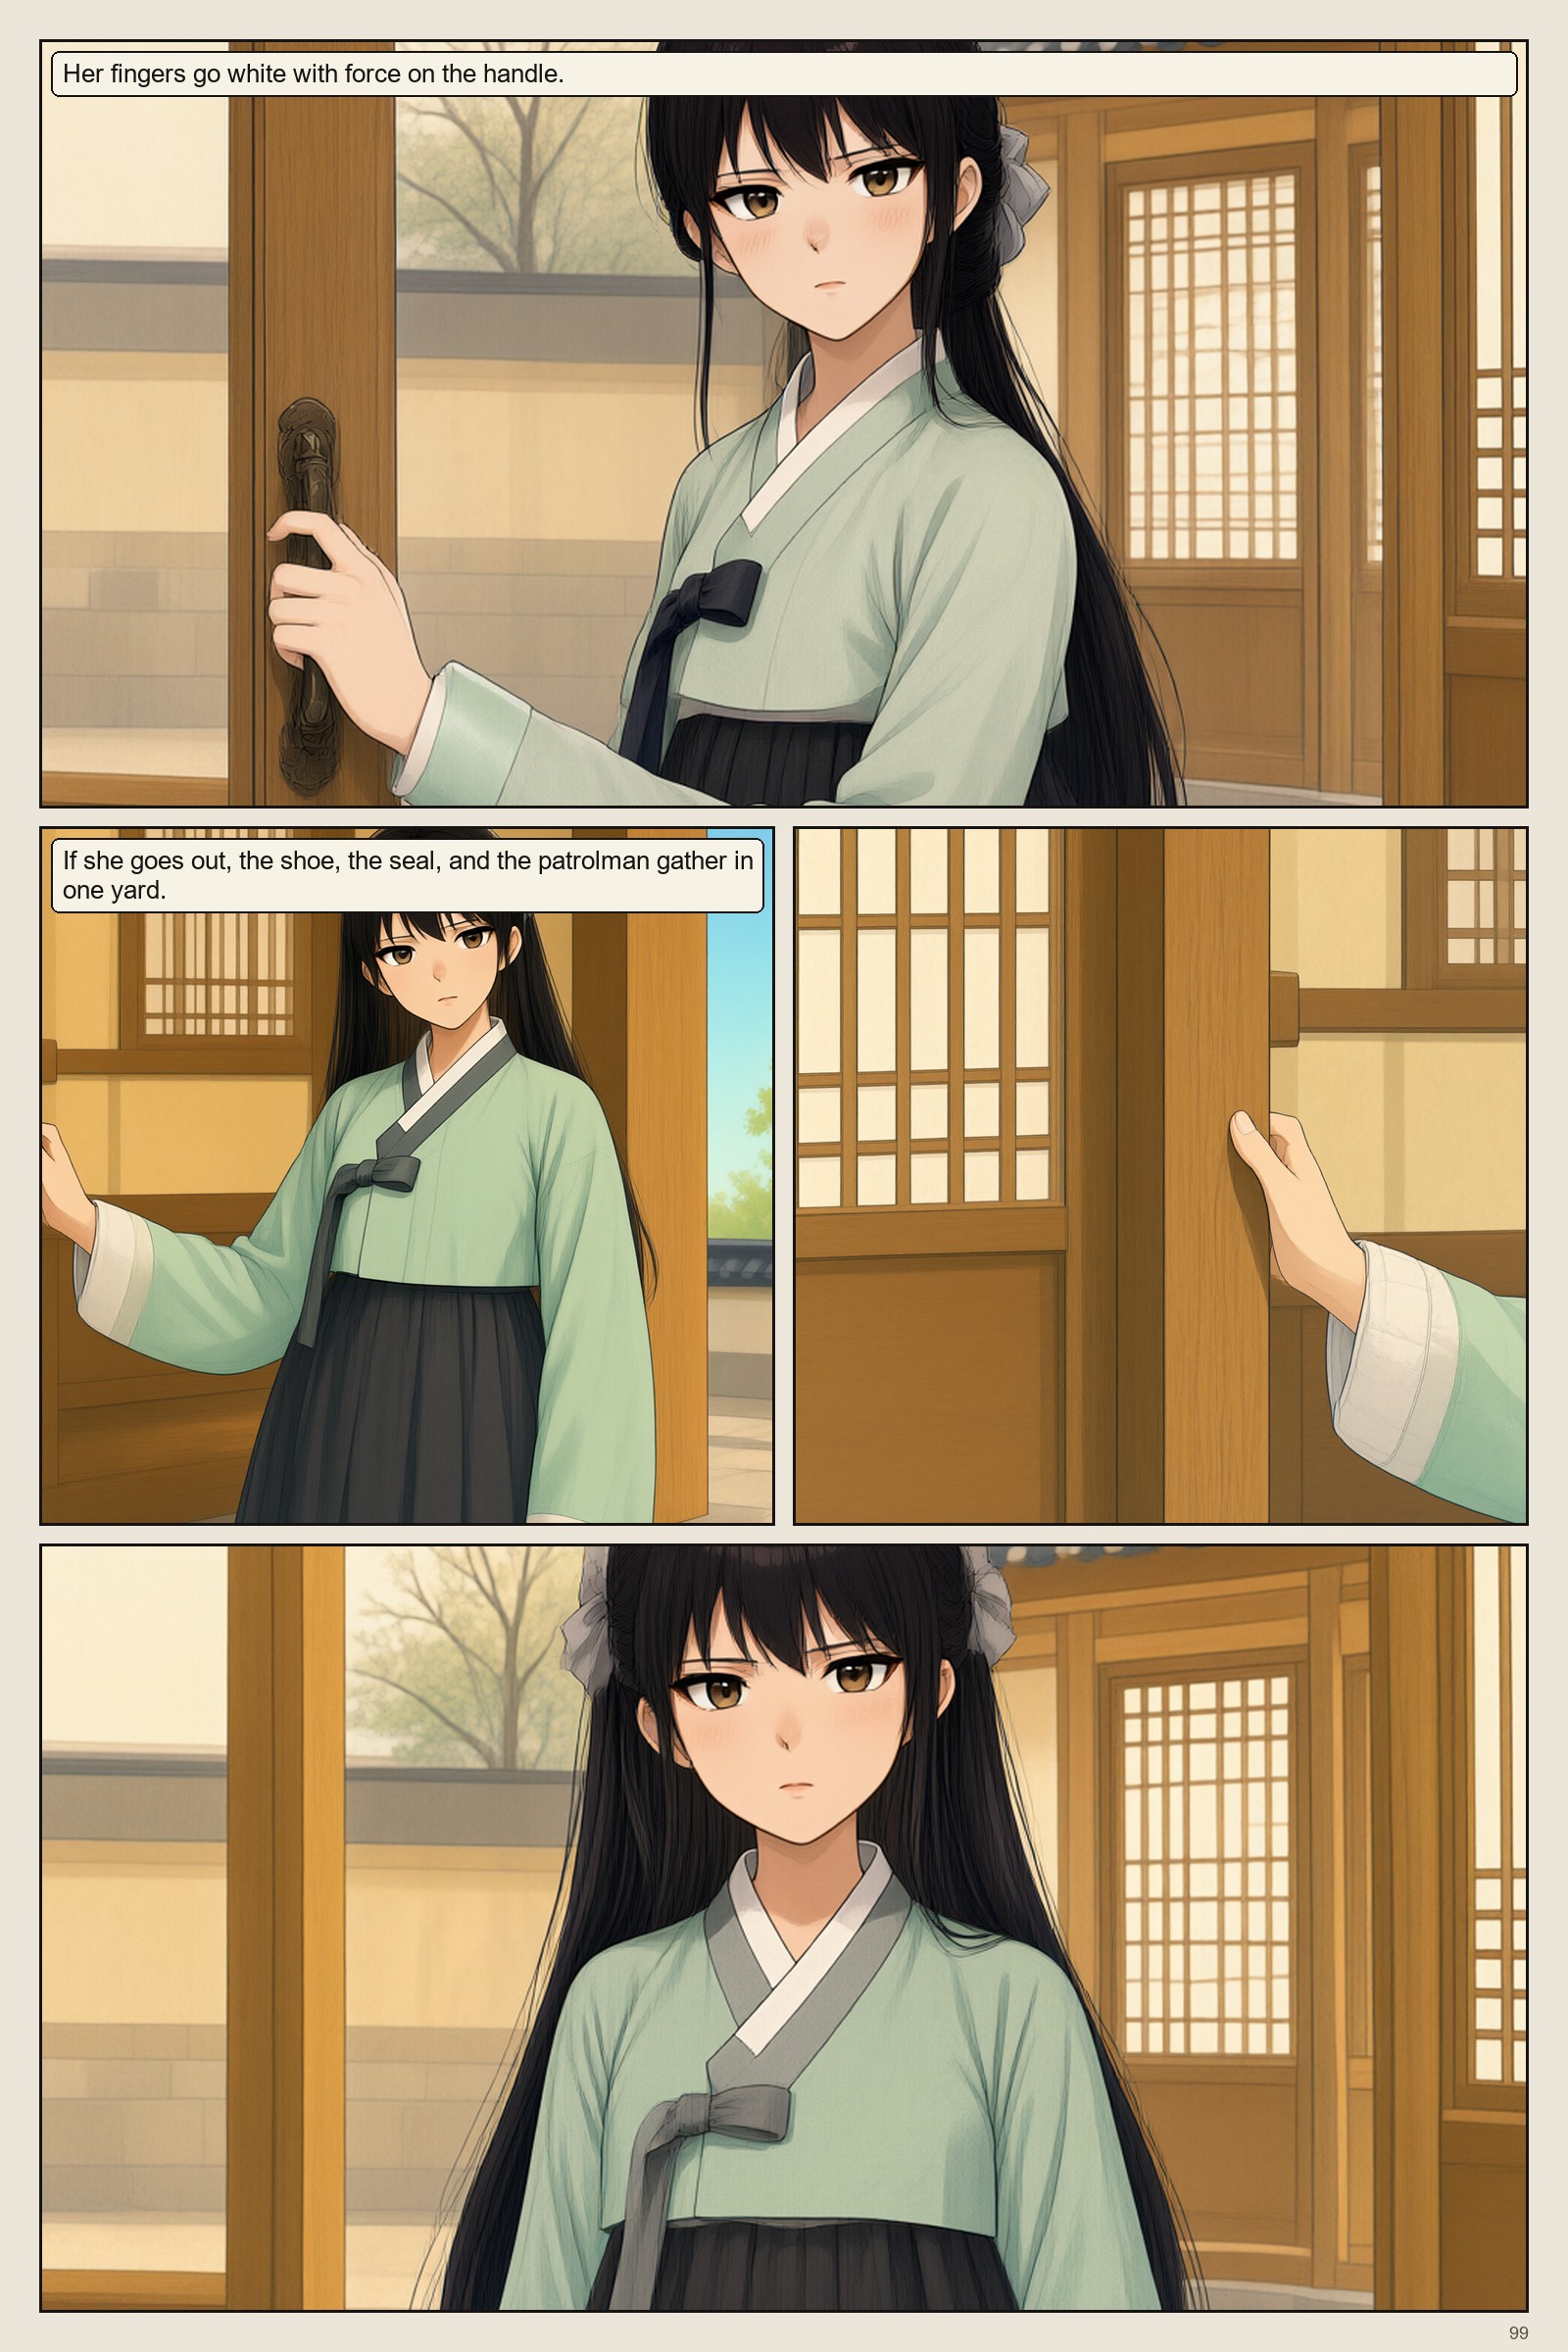 Her fingers go white with force on the handle.
If she goes out, the shoe, the seal, and the patrolman gather in
one yard.
99